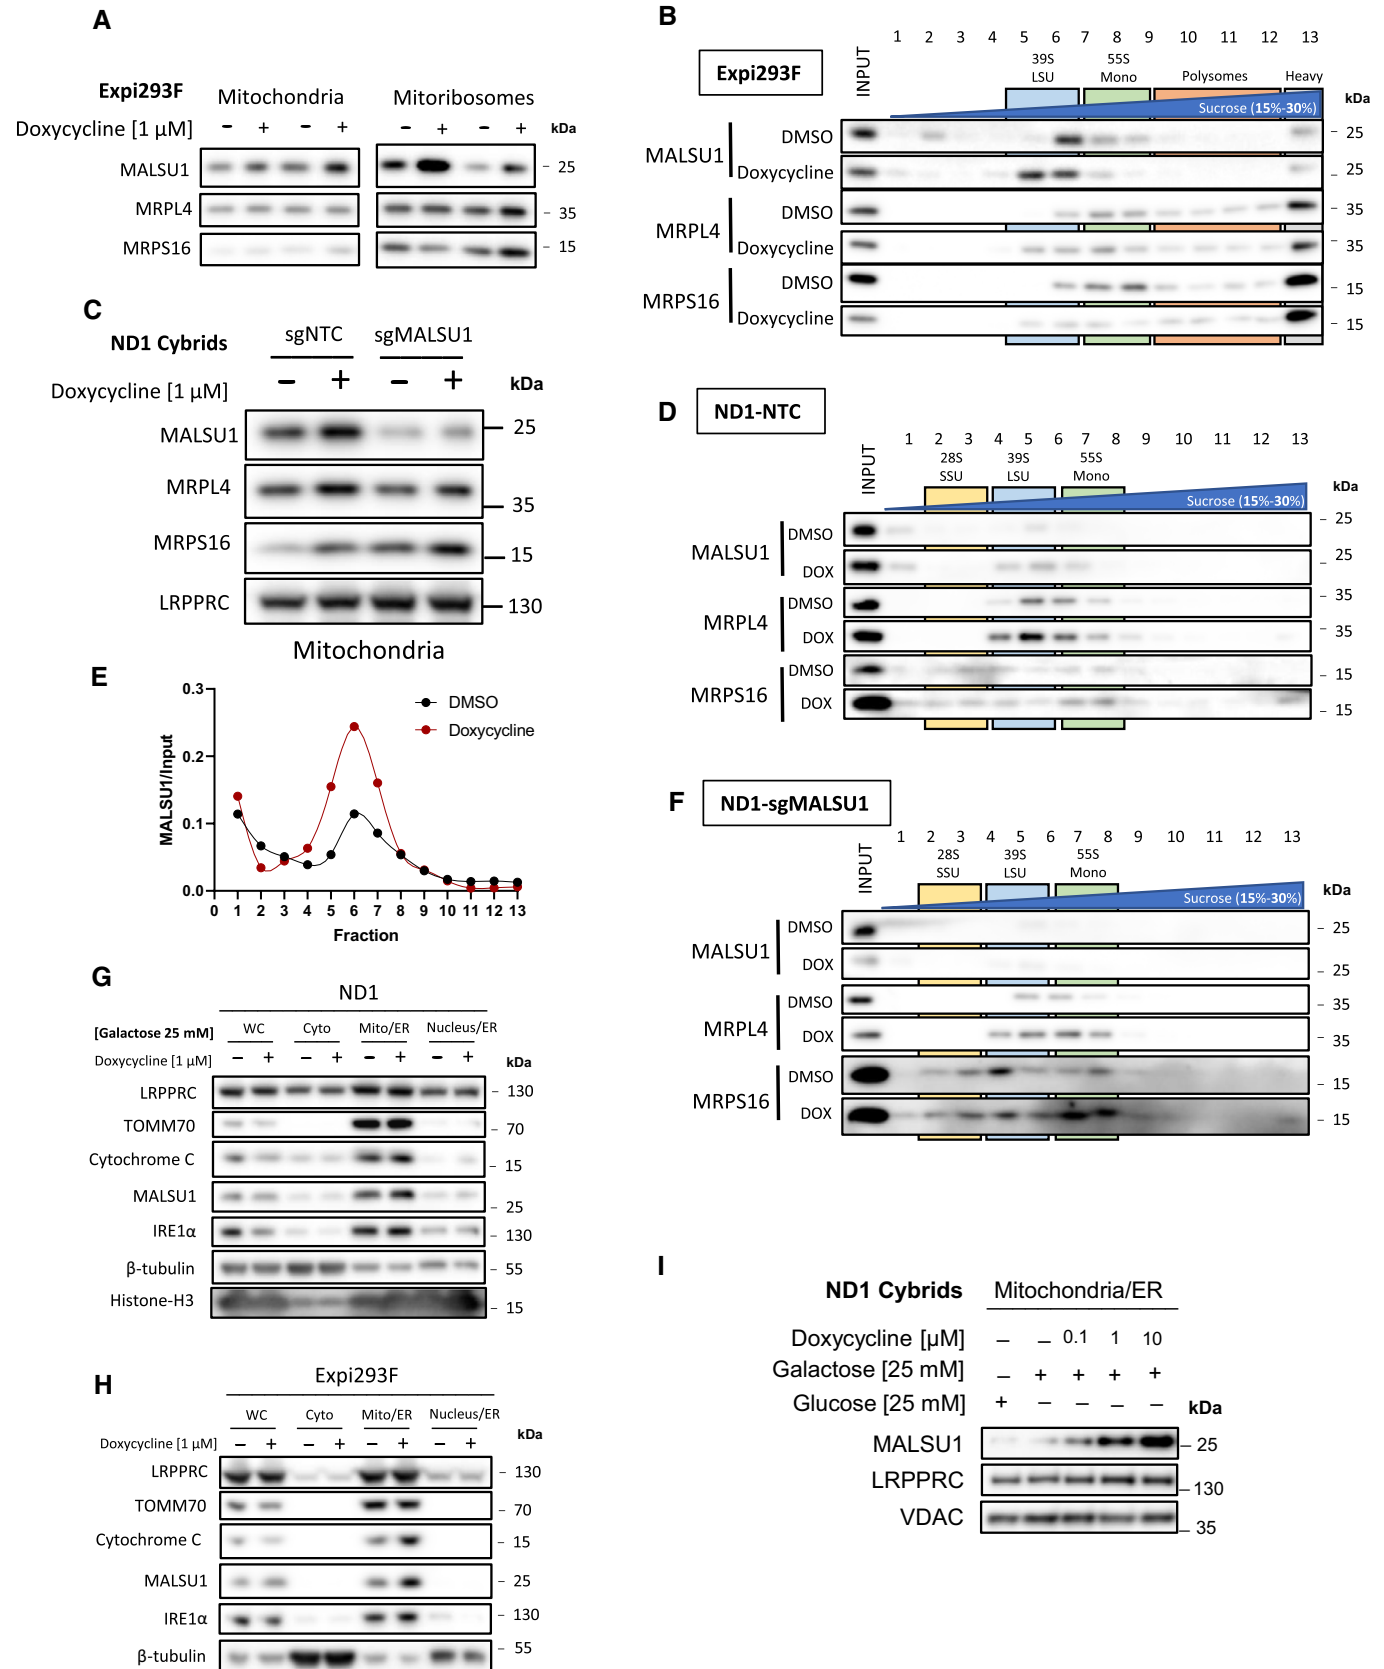 A
Expi293F
Mitochondria
Mitoribosomes
Doxycycline [1 µM]
– + – +
– + – +
kDa
MALSU1
25
MRPL4
35
MRPS16
15
B
Expi293F
INPUT
1 2 3 4 5 6 7 8 9 10 11 12 13
39S
LSU
55S
Mono
Polysomes
Heavy
Sucrose (15%-30%)
kDa
MALSU1
DMSO
25
Doxycycline
25
MRPL4
DMSO
35
Doxycycline
35
MRPS16
DMSO
15
Doxycycline
15
C
ND1 Cybrids
sgNTC
sgMALSU1
Doxycycline [1 µM]
– + – +
kDa
MALSU1
25
MRPL4
35
MRPS16
15
LRPPRC
130
Mitochondria
D
ND1-NTC
INPUT
1 2 3 4 5 6 7 8 9 10 11 12 13
28S
SSU
39S
LSU
55S
Mono
Sucrose (15%-30%)
kDa
MALSU1
DMSO
25
DOX
25
MRPL4
DMSO
35
DOX
35
MRPS16
DMSO
15
DOX
15
E
0.3
0.2
0.1
0.0
MALSU1/Input
DMSO
Doxycycline
0 1 2 3 4 5 6 7 8 9 10 11 12 13
Fraction
F
ND1-sgMALSU1
INPUT
1 2 3 4 5 6 7 8 9 10 11 12 13
28S
SSU
39S
LSU
55S
Mono
Sucrose (15%-30%)
kDa
MALSU1
DMSO
25
DOX
25
MRPL4
DMSO
35
DOX
35
MRPS16
DMSO
15
DOX
15
G
ND1
[Galactose 25 mM]
WC Cyto Mito/ER Nucleus/ER
Doxycycline [1 µM]
– + – + – + – +
kDa
LRPPRC
130
TOMM70
70
Cytochrome C
15
MALSU1
25
IRE1α
130
β-tubulin
55
Histone-H3
15
H
Expi293F
WC Cyto Mito/ER Nucleus/ER
Doxycycline [1 µM]
– + – + – + – +
kDa
LRPPRC
130
TOMM70
70
Cytochrome C
15
MALSU1
25
IRE1α
130
β-tubulin
55
I
ND1 Cybrids
Mitochondria/ER
Doxycycline [µM] – – 0.1 1 10
Galactose [25 mM] – + + + +
Glucose [25 mM] + – – – –
kDa
MALSU1
25
LRPPRC
130
VDAC
35